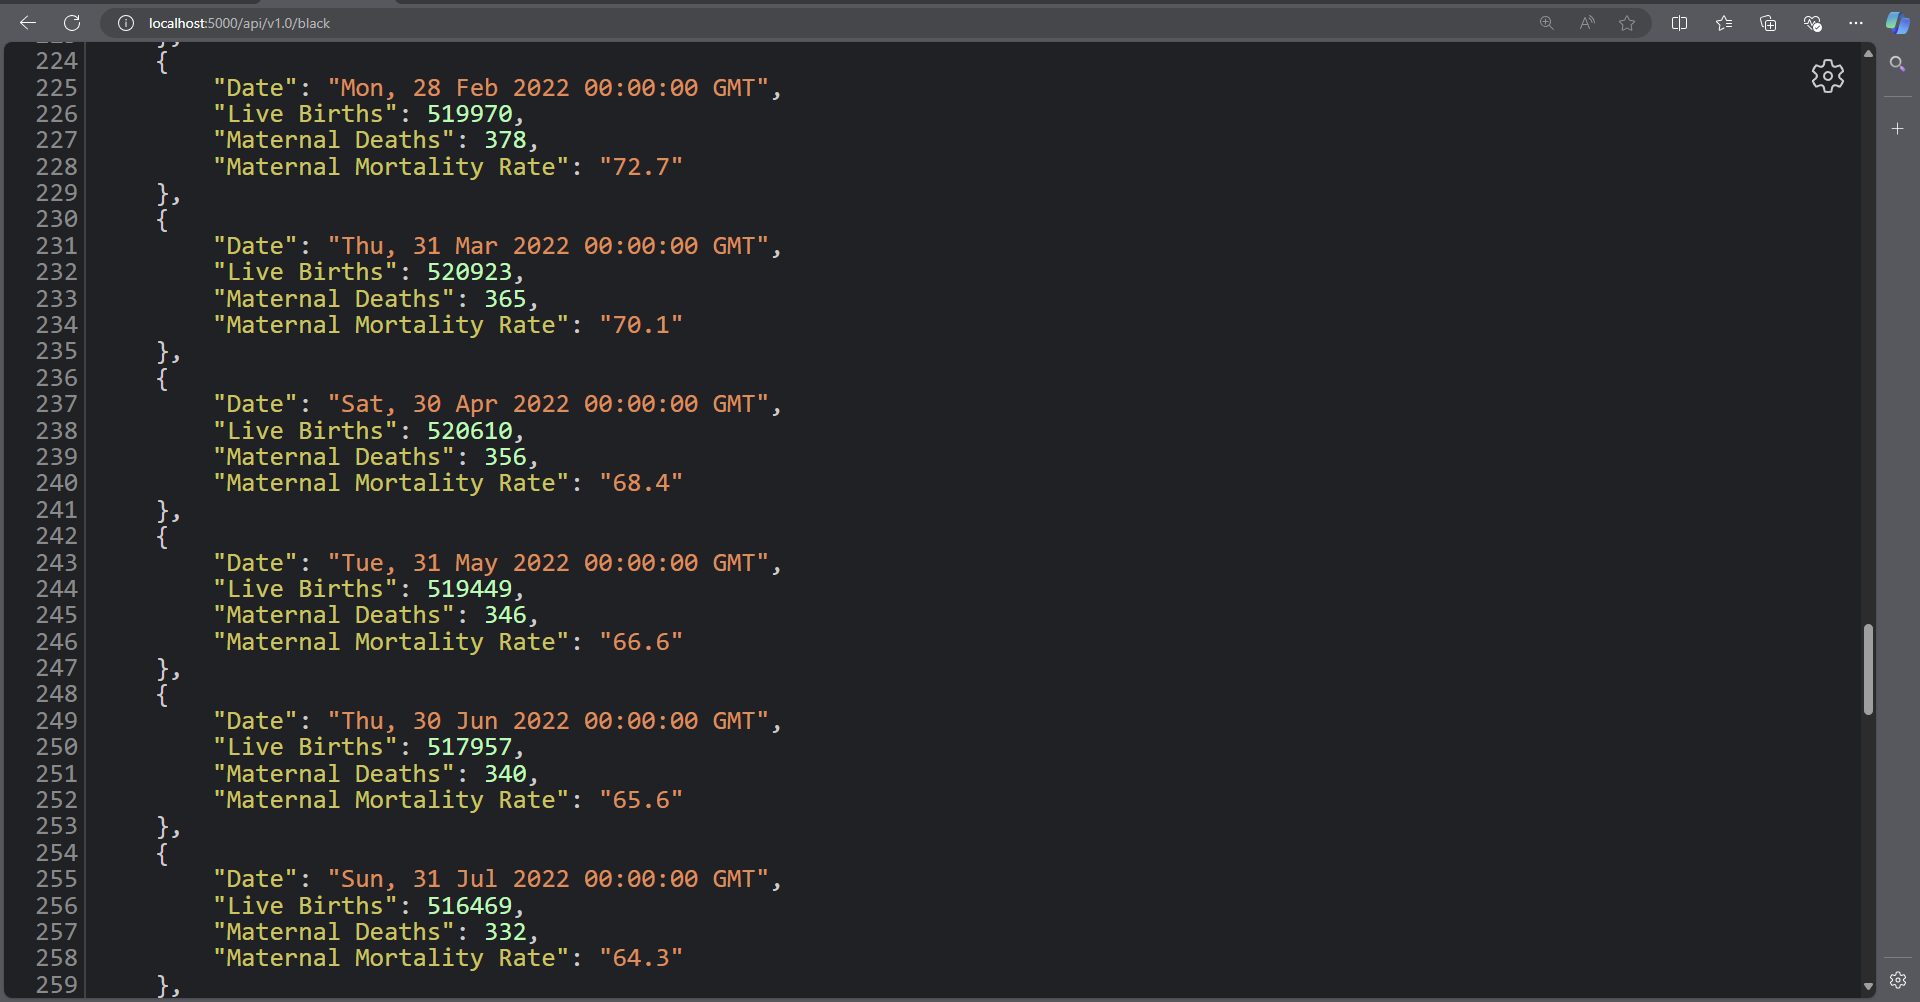 localhost:5000/api/v1.0/black
224 {
225 "Date": "Mon, 28 Feb 2022 00:00:00 GMT",
226 "Live Births": 519970,
227 "Maternal Deaths": 378,
228 "Maternal Mortality Rate": "72.7"
229 },
230 {
231 "Date": "Thu, 31 Mar 2022 00:00:00 GMT",
232 "Live Births": 520923,
233 "Maternal Deaths": 365,
234 "Maternal Mortality Rate": "70.1"
235 },
236 {
237 "Date": "Sat, 30 Apr 2022 00:00:00 GMT",
238 "Live Births": 520610,
239 "Maternal Deaths": 356,
240 "Maternal Mortality Rate": "68.4"
241 },
242 {
243 "Date": "Tue, 31 May 2022 00:00:00 GMT",
244 "Live Births": 519449,
245 "Maternal Deaths": 346,
246 "Maternal Mortality Rate": "66.6"
247 },
248 {
249 "Date": "Thu, 30 Jun 2022 00:00:00 GMT",
250 "Live Births": 517957,
251 "Maternal Deaths": 340,
252 "Maternal Mortality Rate": "65.6"
253 },
254 {
255 "Date": "Sun, 31 Jul 2022 00:00:00 GMT",
256 "Live Births": 516469,
257 "Maternal Deaths": 332,
258 "Maternal Mortality Rate": "64.3"
259 },